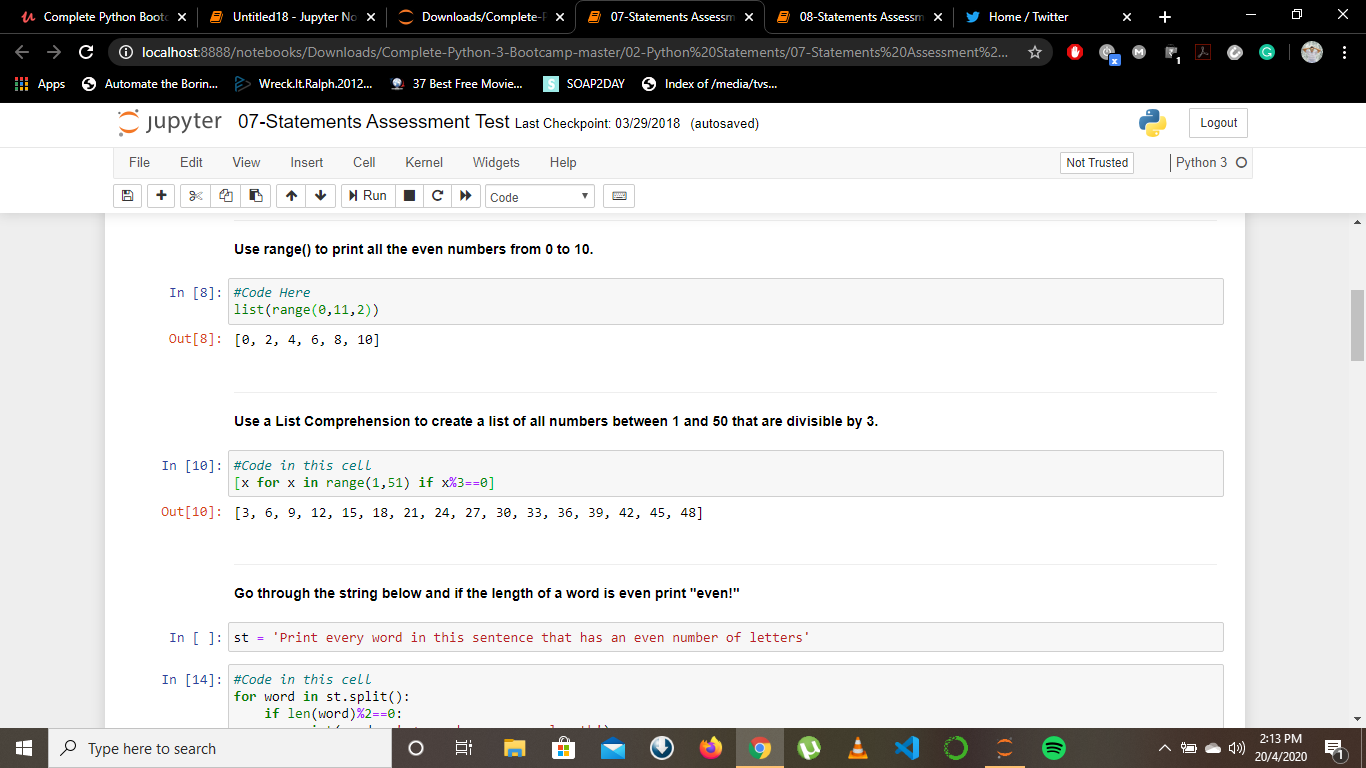 Complete Python Bootc
Untitled18 - Jupyter No
Downloads/Complete-P
07-Statements Assessm
08-Statements Assessm
Home / Twitter
localhost:8888/notebooks/Downloads/Complete-Python-3-Bootcamp-master/02-Python%20Statements/07-Statements%20Assessment%2...
Apps
Automate the Borin...
Wreck.It.Ralph.2012...
37 Best Free Movie...
SOAP2DAY
Index of /media/tvs...
jupyter 07-Statements Assessment Test Last Checkpoint: 03/29/2018 (autosaved)
Logout
File Edit View Insert Cell Kernel Widgets Help
Not Trusted
Python 3
Run
Code
Use range() to print all the even numbers from 0 to 10.
In [8]: #Code Here
list(range(0,11,2))
Out[8]: [0, 2, 4, 6, 8, 10]
Use a List Comprehension to create a list of all numbers between 1 and 50 that are divisible by 3.
In [10]: #Code in this cell
[x for x in range(1,51) if x%3==0]
Out[10]: [3, 6, 9, 12, 15, 18, 21, 24, 27, 30, 33, 36, 39, 42, 45, 48]
Go through the string below and if the length of a word is even print "even!"
In [ ]: st = 'Print every word in this sentence that has an even number of letters'
In [14]: #Code in this cell
for word in st.split():
if len(word)%2==0:
Type here to search
2:13 PM
20/4/2020